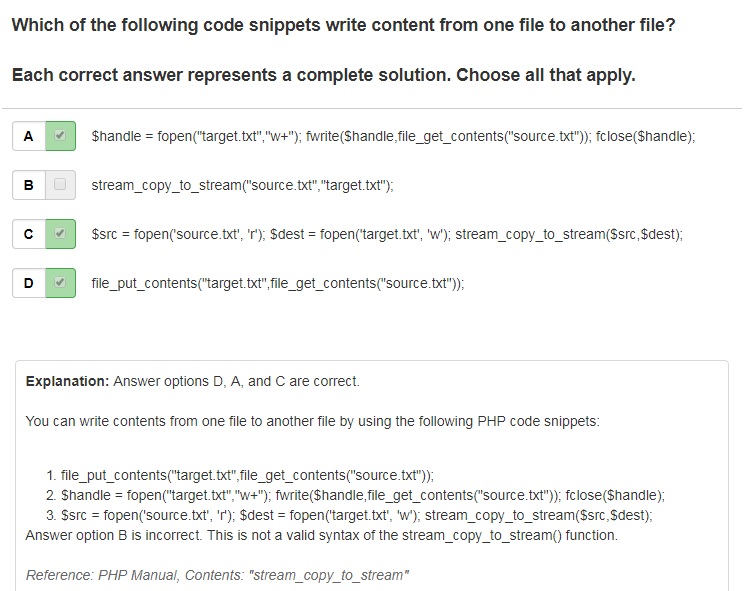 Which of the following code snippets write content from one file to another file?
Each correct answer represents a complete solution. Choose all that apply.
A $handle = fopen("target.txt","w+"); fwrite($handle,file_get_contents("source.txt")); fclose($handle);
B stream_copy_to_stream("source.txt","target.txt");
C $src = fopen('source.txt', 'r'); $dest = fopen('target.txt', 'w'); stream_copy_to_stream($src,$dest);
D file_put_contents("target.txt",file_get_contents("source.txt"));
Explanation: Answer options D, A, and C are correct.
You can write contents from one file to another file by using the following PHP code snippets:
1. file_put_contents("target.txt",file_get_contents("source.txt"));
2. $handle = fopen("target.txt","w+"); fwrite($handle,file_get_contents("source.txt")); fclose($handle);
3. $src = fopen('source.txt', 'r'); $dest = fopen('target.txt', 'w'); stream_copy_to_stream($src,$dest);
Answer option B is incorrect. This is not a valid syntax of the stream_copy_to_stream() function.
Reference: PHP Manual, Contents: "stream_copy_to_stream"